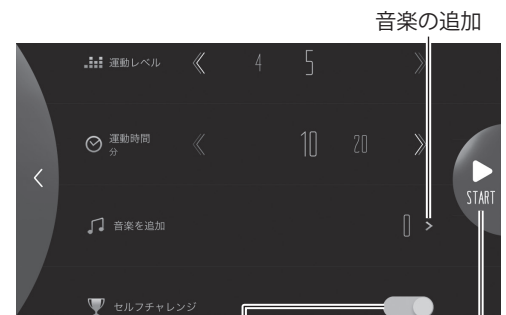 音楽の追加
運動レベル 4 5
運動時間 10 20
分
START
音楽を追加 0
セルフチャレンジ